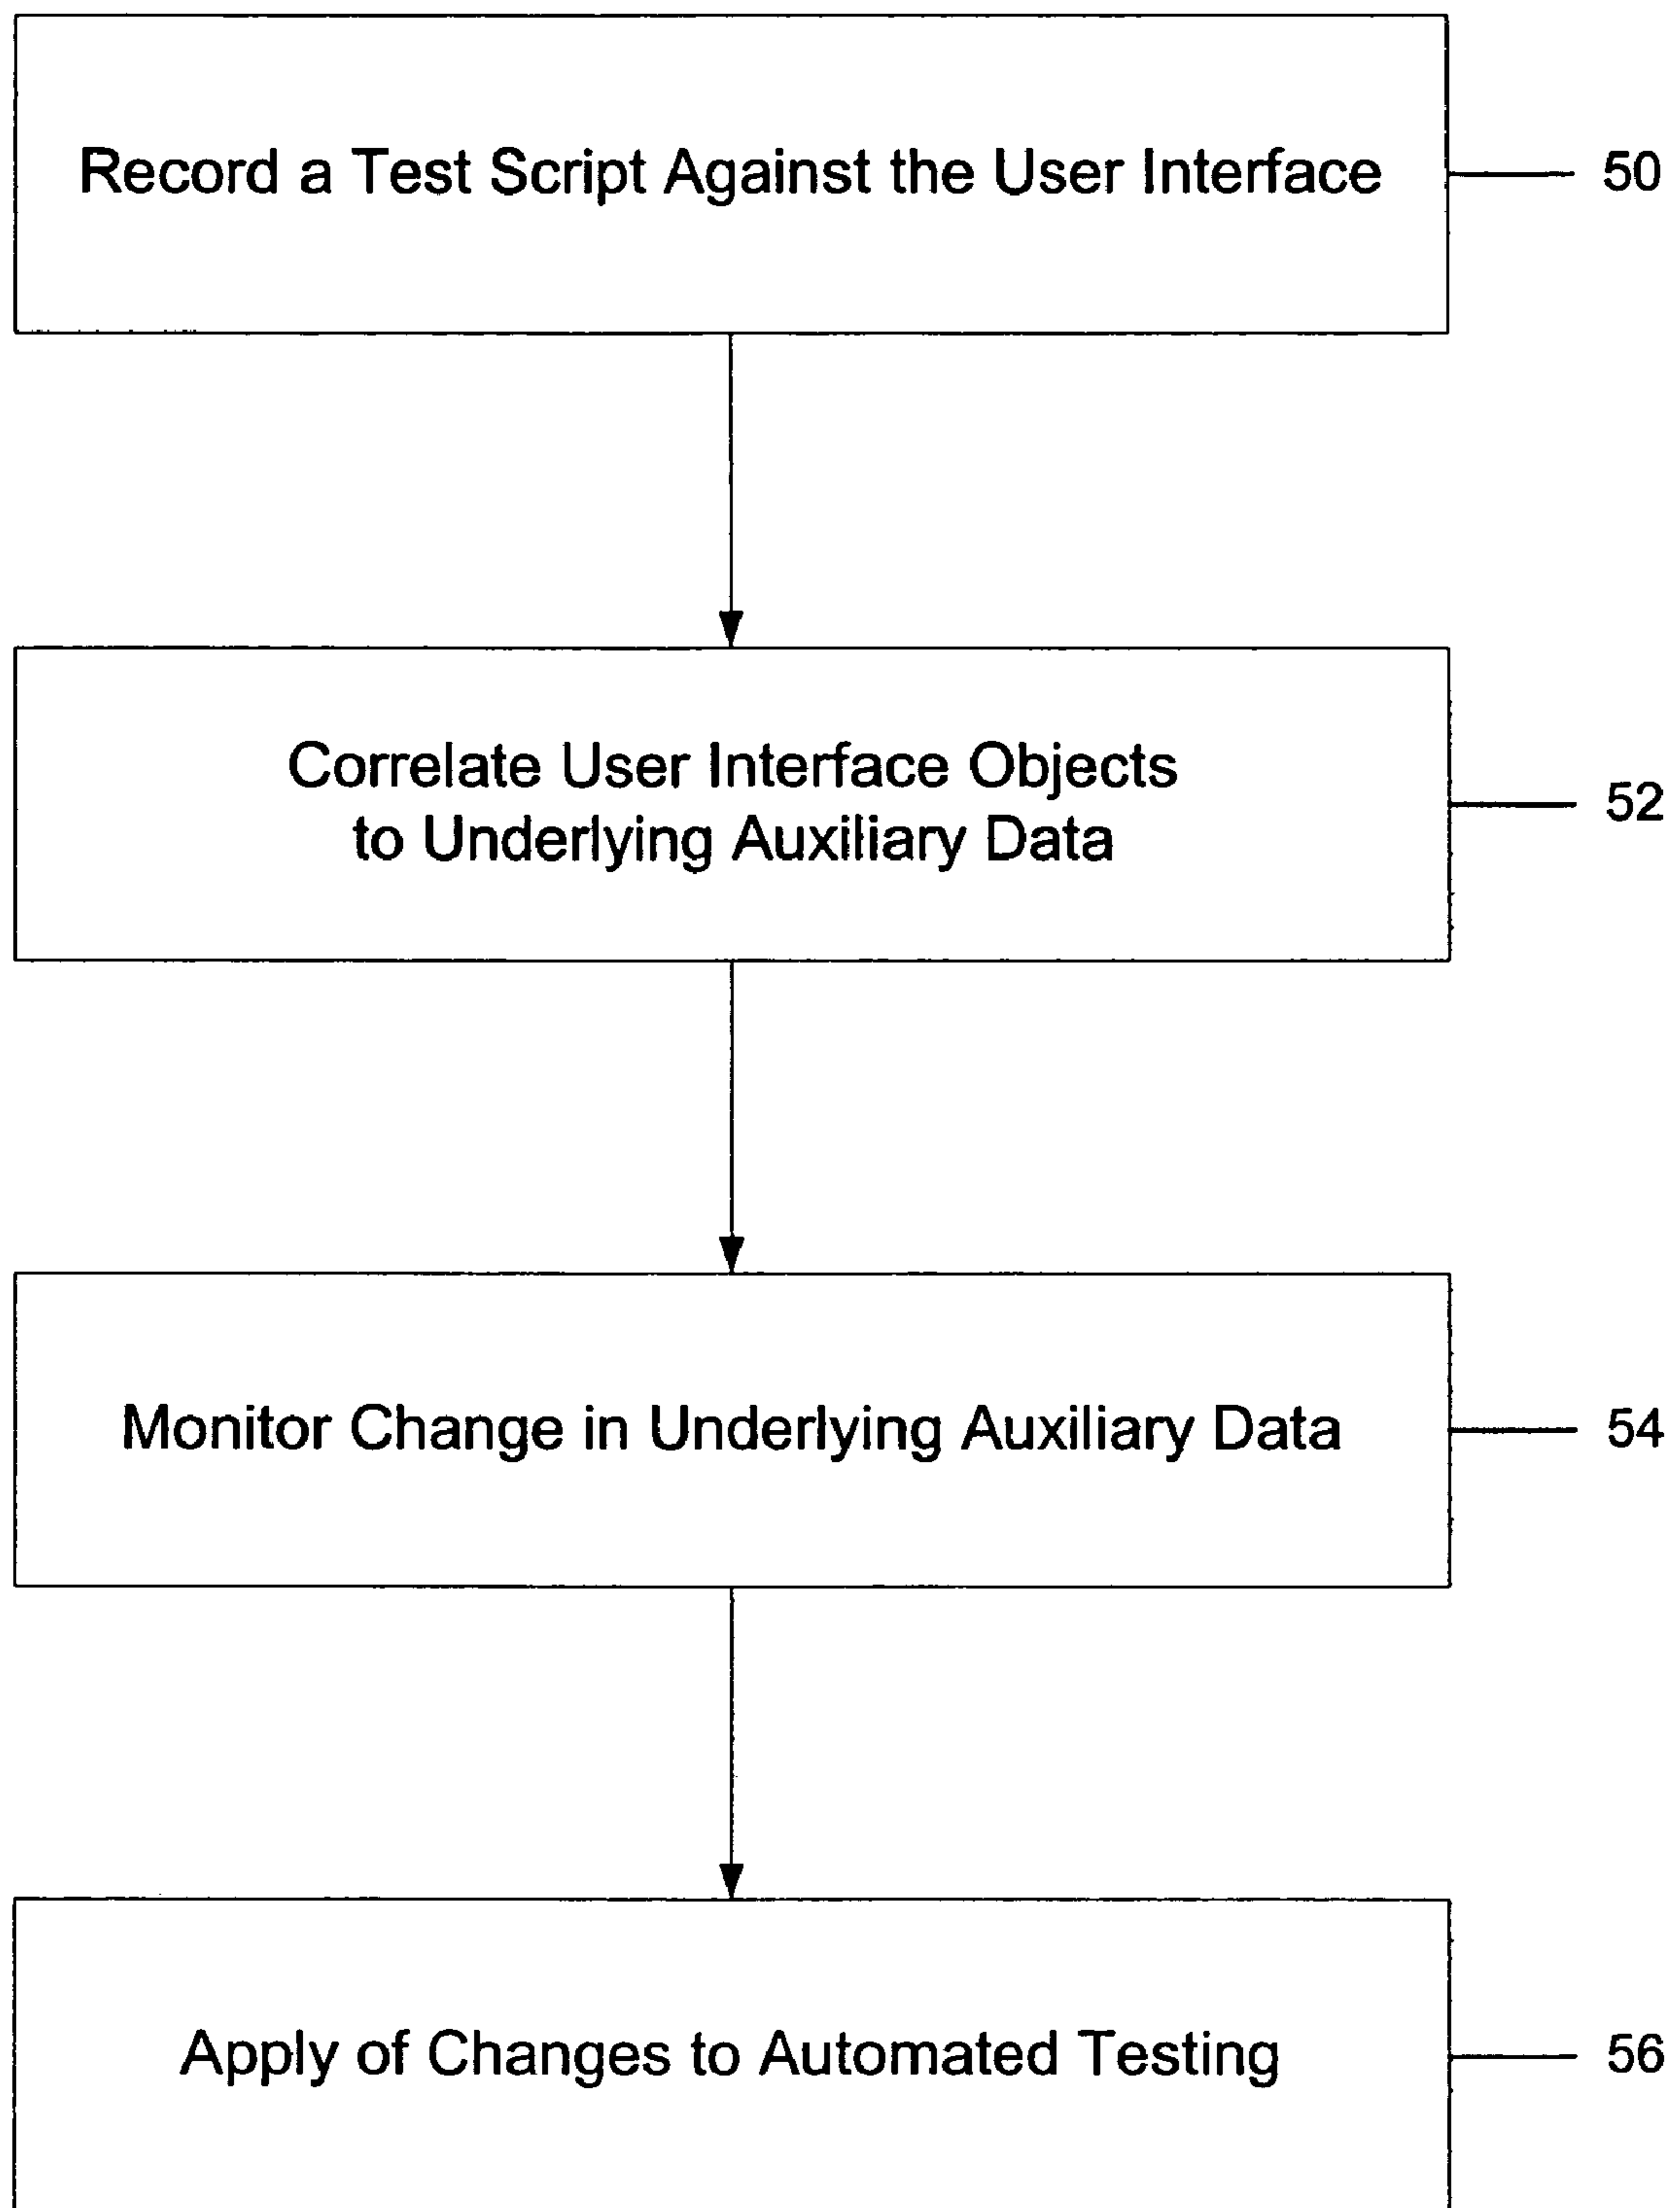 Record a Test Script Against the User Interface
50
Correlate User Interface Objects
to Underlying Auxiliary Data
52
Monitor Change in Underlying Auxiliary Data
54
Apply of Changes to Automated Testing
56